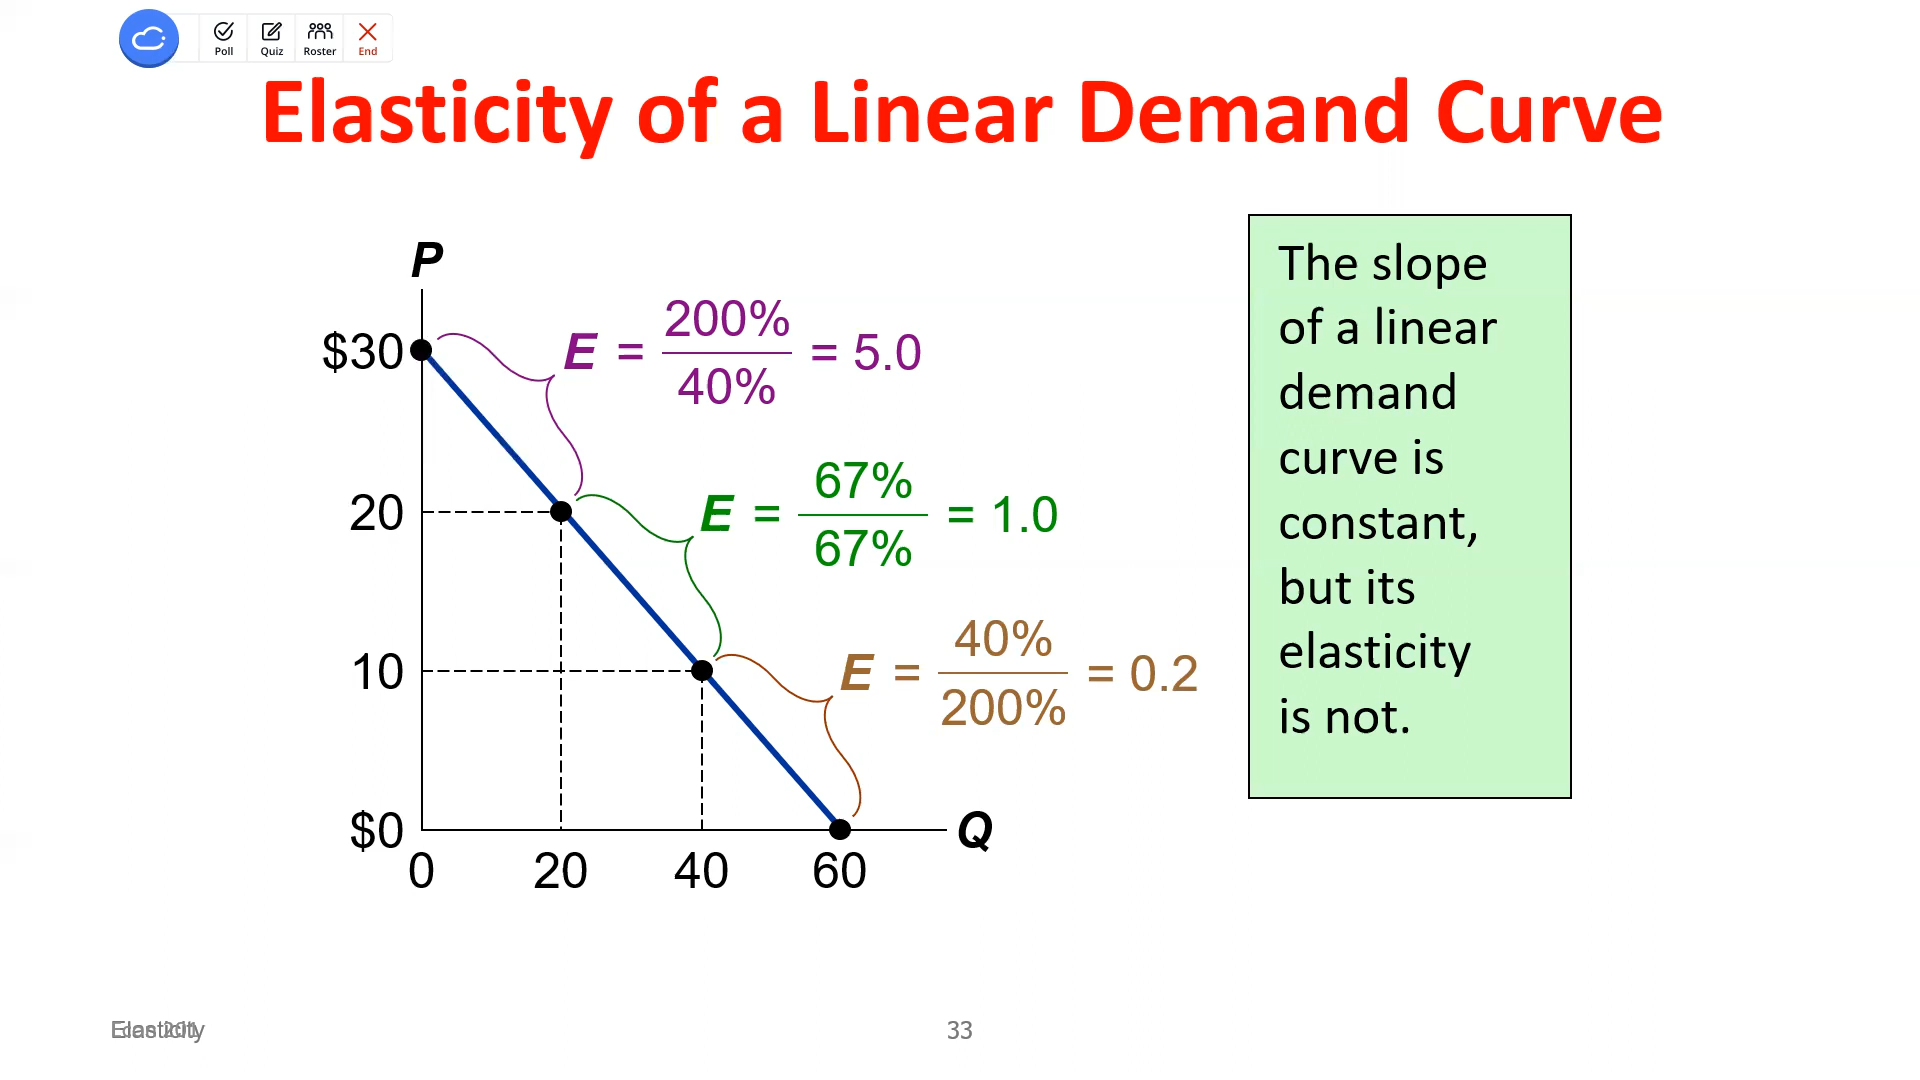 Poll Quiz Roster End
Elasticity of a Linear Demand Curve
P
$30
20
10
$0
0 20 40 60
Q
E = 200% / 40% = 5.0
E = 67% / 67% = 1.0
E = 40% / 200% = 0.2
The slope
of a linear
demand
curve is
constant,
but its
elasticity
is not.
Elasticity
33